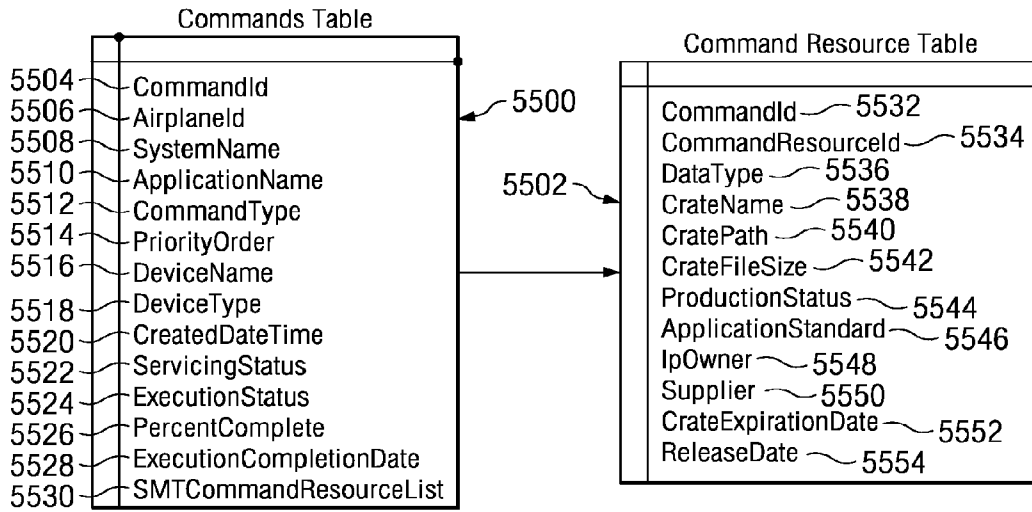 Commands Table
5504 CommandId
5506 AirplaneId
5508 SystemName
5510 ApplicationName
5512 CommandType
5514 PriorityOrder
5516 DeviceName
5518 DeviceType
5520 CreatedDateTime
5522 ServicingStatus
5524 ExecutionStatus
5526 PercentComplete
5528 ExecutionCompletionDate
5530 SMTCommandResourceList
5500
5502
Command Resource Table
CommandId 5532
CommandResourceId 5534
DataType 5536
CrateName 5538
CratePath 5540
CrateFileSize 5542
ProductionStatus 5544
ApplicationStandard 5546
IpOwner 5548
Supplier 5550
CrateExpirationDate 5552
ReleaseDate 5554